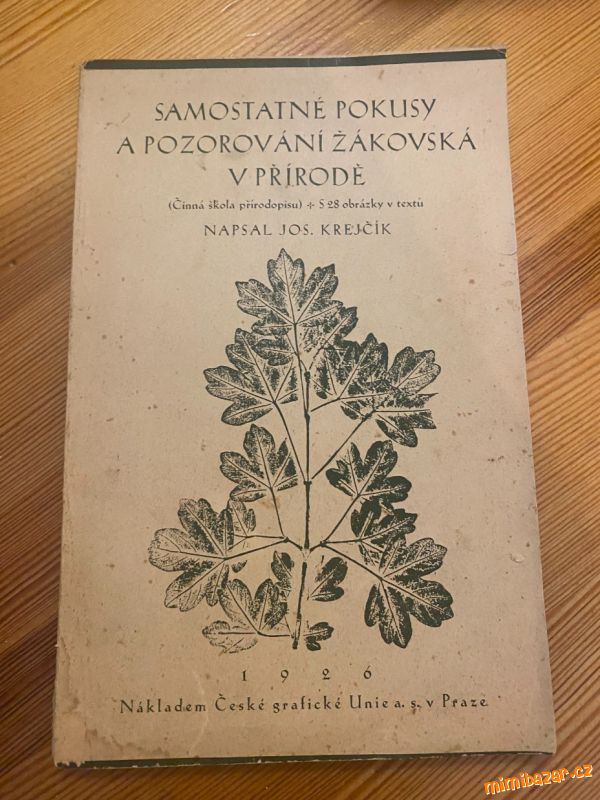 SAMOSTATNÉ POKUSY
A POZOROVÁNÍ ŽÁKOVSKÁ
V PŘÍRODĚ
(Činná škola přírodopisu) + S 28 obrázky v textu
NAPSAL JOS. KREJČÍK
1926
Nákladem České grafické Unie a. s. v Praze
mimibazar.cz